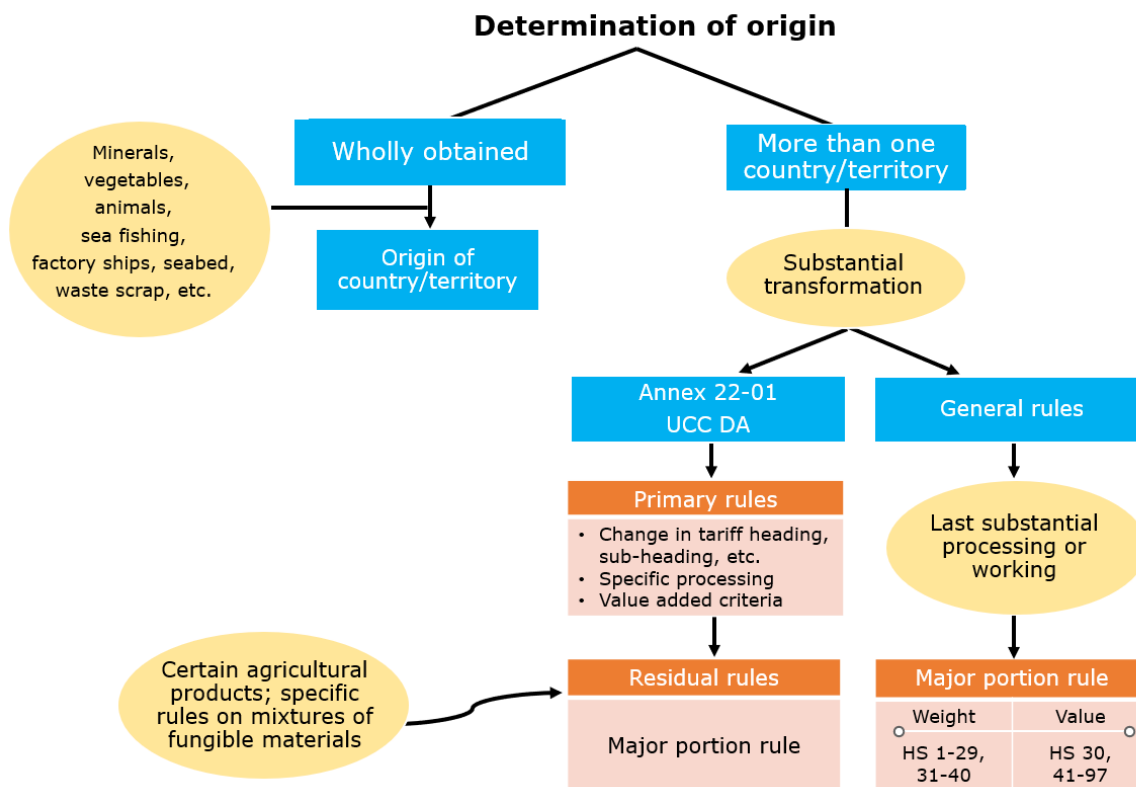 Determination of origin
Minerals,
vegetables,
animals,
sea fishing,
factory ships, seabed,
waste scrap, etc.
Wholly obtained
Origin of
country/territory
More than one
country/territory
Substantial
transformation
Annex 22-01
UCC DA
General rules
Primary rules
• Change in tariff heading,
sub-heading, etc.
• Specific processing
• Value added criteria
Last substantial
processing or
working
Certain agricultural
products; specific
rules on mixtures of
fungible materials
Residual rules
Major portion rule
Major portion rule
Weight Value
HS 1-29, HS 30,
31-40 41-97